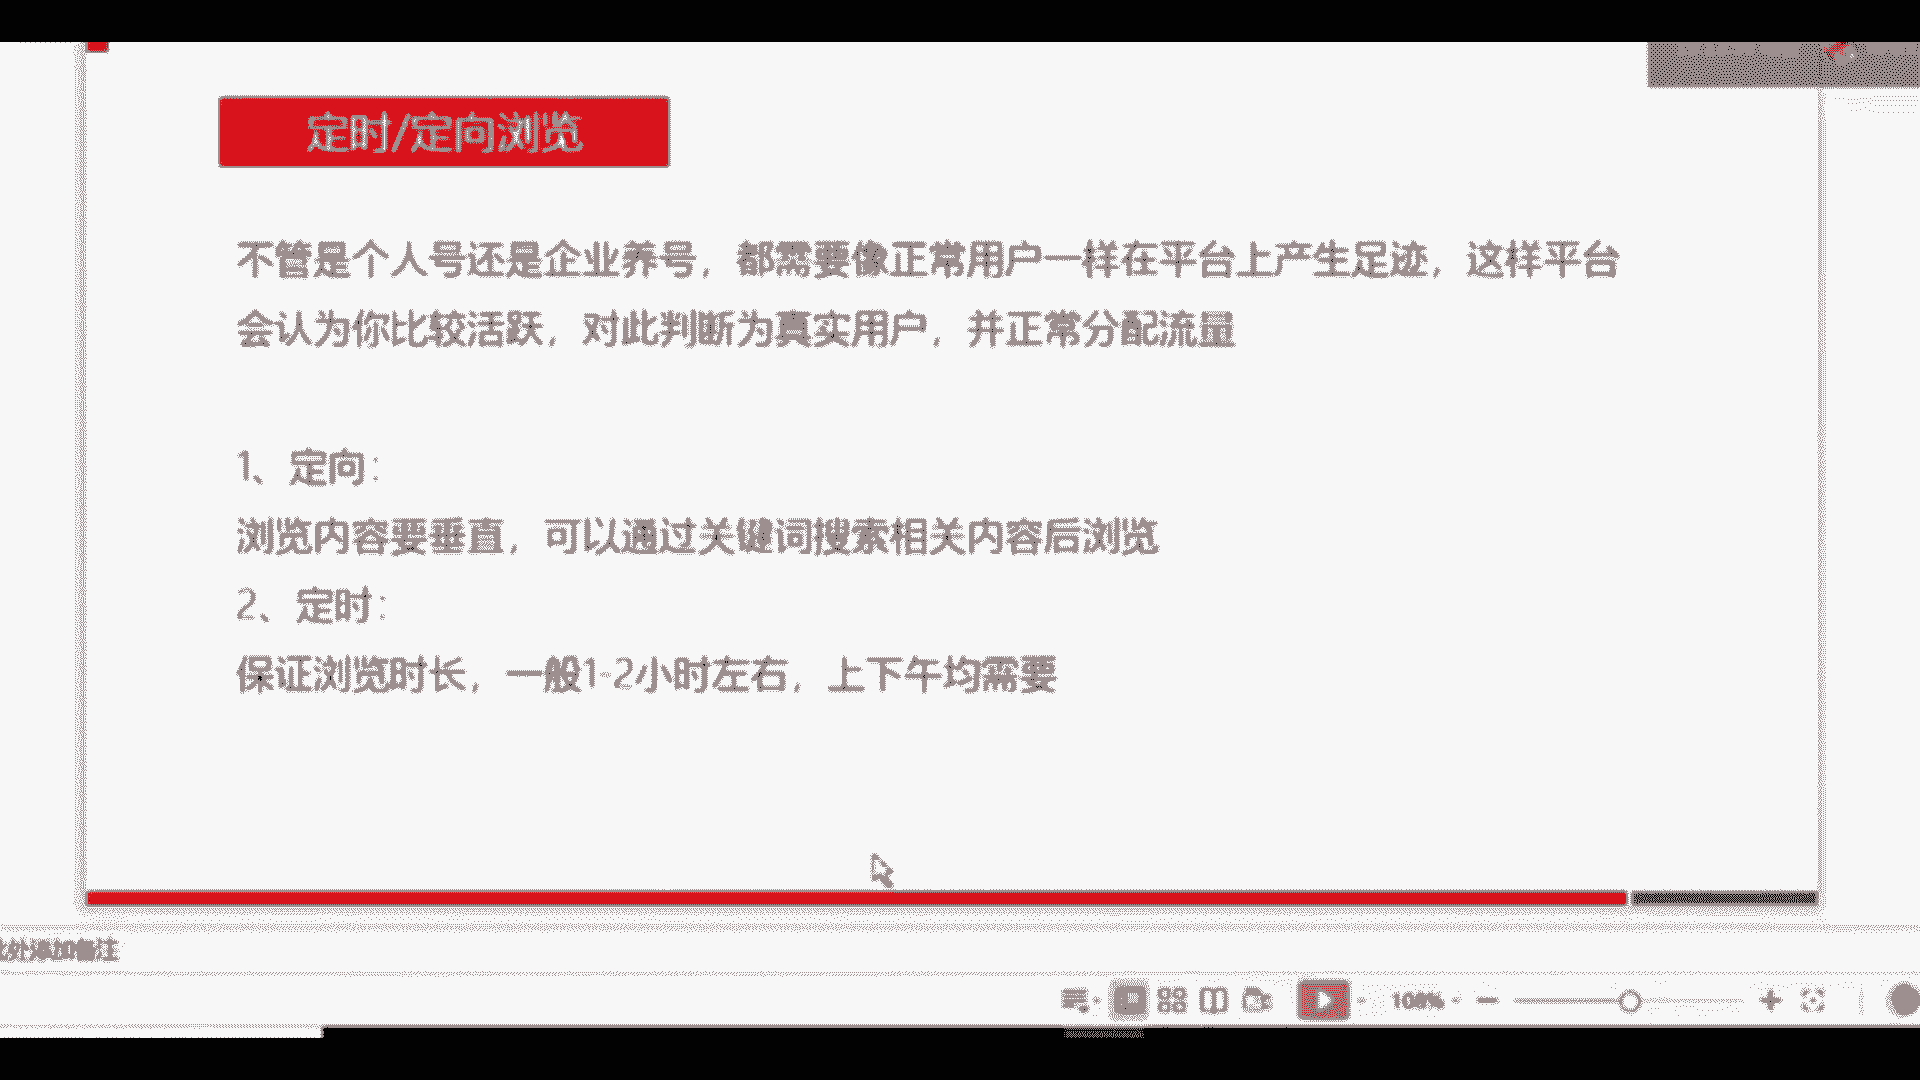 定时/定向浏览
不管是个人号还是企业养号，都需要像正常用户一样在平台上产生足迹，这样平台
会认为你比较活跃，对此判断为真实用户，并正常分配流量
1、定向：
浏览内容要垂直，可以通过关键词搜索相关内容后浏览
2、定时：
保证浏览时长，一般1-2小时左右，上下午均需要
处添加备注
108%